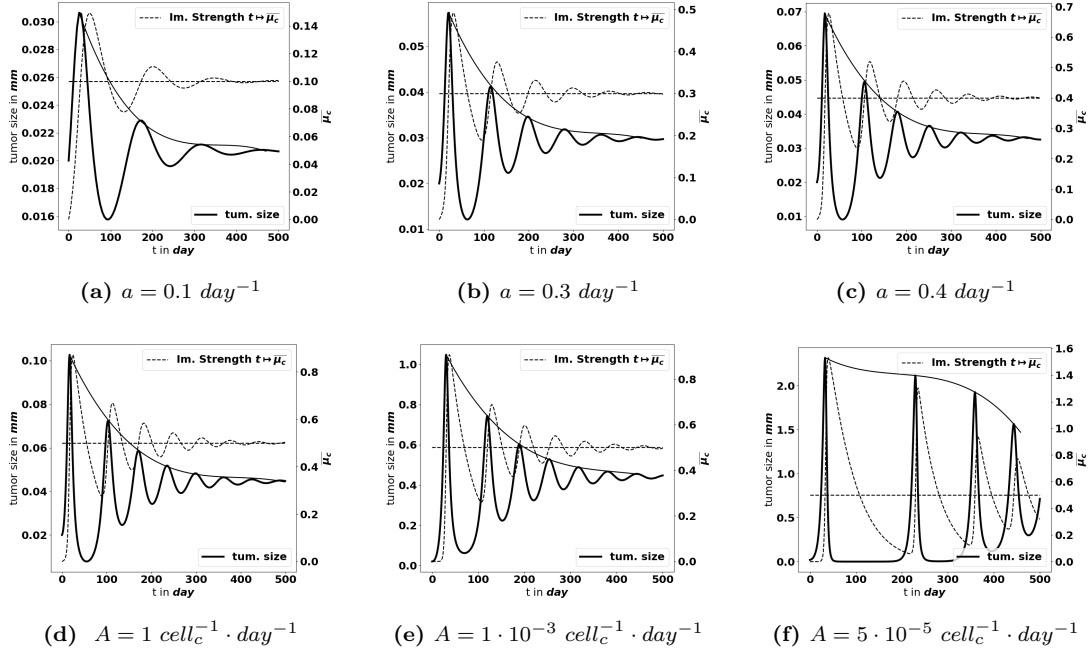 Im. Strength t ↦ μ̅c
tum. size
tumor size in mm
μ̅c
t in day
0.030
0.028
0.026
0.024
0.022
0.020
0.018
0.016
0.14
0.12
0.10
0.08
0.06
0.04
0.02
0.00
0 100 200 300 400 500
(a) a = 0.1 day⁻¹
Im. Strength t ↦ μ̅c
tum. size
tumor size in mm
μ̅c
t in day
0.05
0.04
0.03
0.02
0.01
0.5
0.4
0.3
0.2
0.1
0.0
0 100 200 300 400 500
(b) a = 0.3 day⁻¹
Im. Strength t ↦ μ̅c
tum. size
tumor size in mm
μ̅c
t in day
0.07
0.06
0.05
0.04
0.03
0.02
0.01
0.7
0.6
0.5
0.4
0.3
0.2
0.1
0.0
0 100 200 300 400 500
(c) a = 0.4 day⁻¹
Im. Strength t ↦ μ̅c
tum. size
tumor size in mm
μ̅c
t in day
0.10
0.08
0.06
0.04
0.02
0.8
0.6
0.4
0.2
0.0
0 100 200 300 400 500
(d) A = 1 cell_c⁻¹ · day⁻¹
Im. Strength t ↦ μ̅c
tum. size
tumor size in mm
μ̅c
t in day
1.0
0.8
0.6
0.4
0.2
0.0
0.8
0.6
0.4
0.2
0.0
0 100 200 300 400 500
(e) A = 1 · 10⁻³ cell_c⁻¹ · day⁻¹
Im. Strength t ↦ μ̅c
tum. size
tumor size in mm
μ̅c
t in day
2.0
1.5
1.0
0.5
0.0
1.6
1.4
1.2
1.0
0.8
0.6
0.4
0.2
0.0
0 100 200 300 400 500
(f) A = 5 · 10⁻⁵ cell_c⁻¹ · day⁻¹